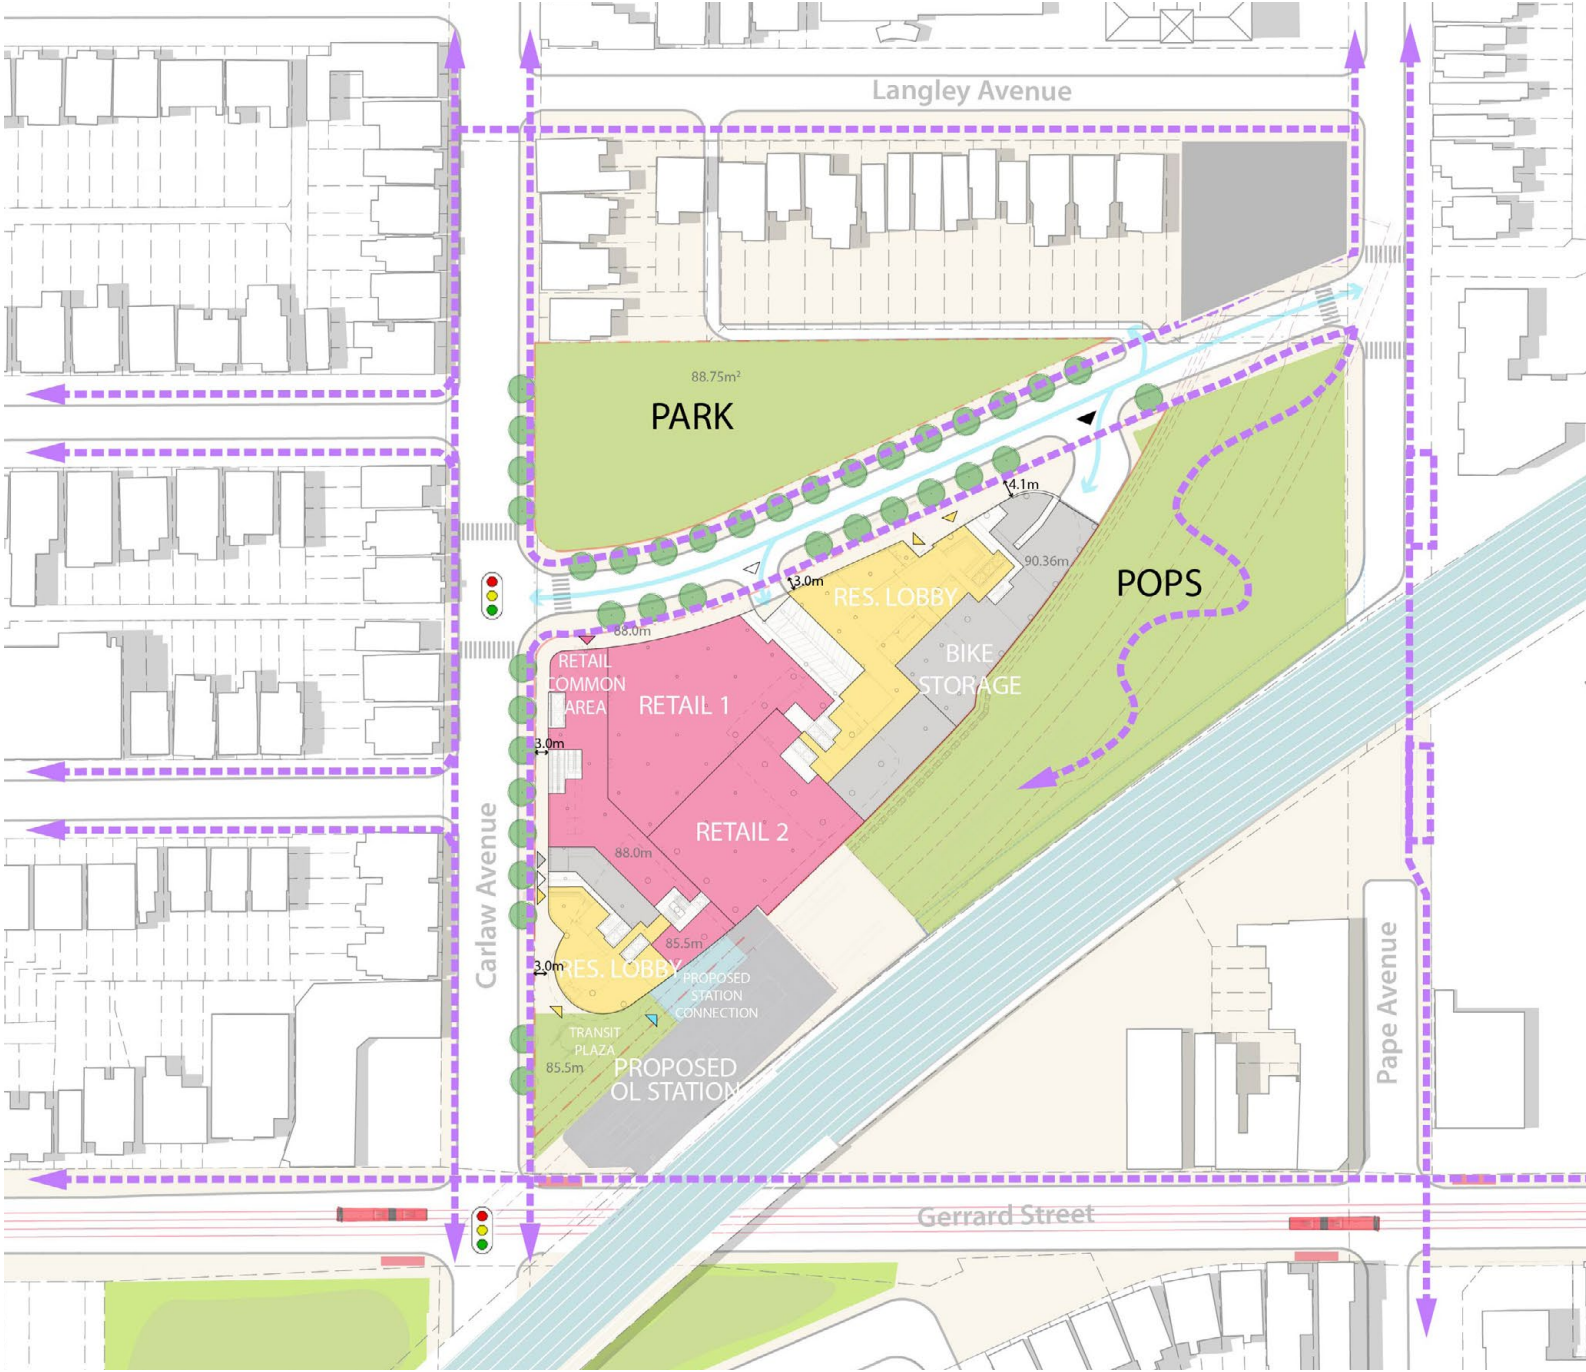 Langley Avenue
88.75m²
PARK
4.1m
90.36m
POPS
3.0m
RES. LOBBY
88.0m
RETAIL
COMMON
AREA
RETAIL 1
BIKE
STORAGE
3.0m
RETAIL 2
88.0m
Carlaw Avenue
85.5m
3.0m
RES. LOBBY
PROPOSED
STATION
CONNECTION
TRANSIT
PLAZA
85.5m
PROPOSED
OL STATION
Pape Avenue
Gerrard Street